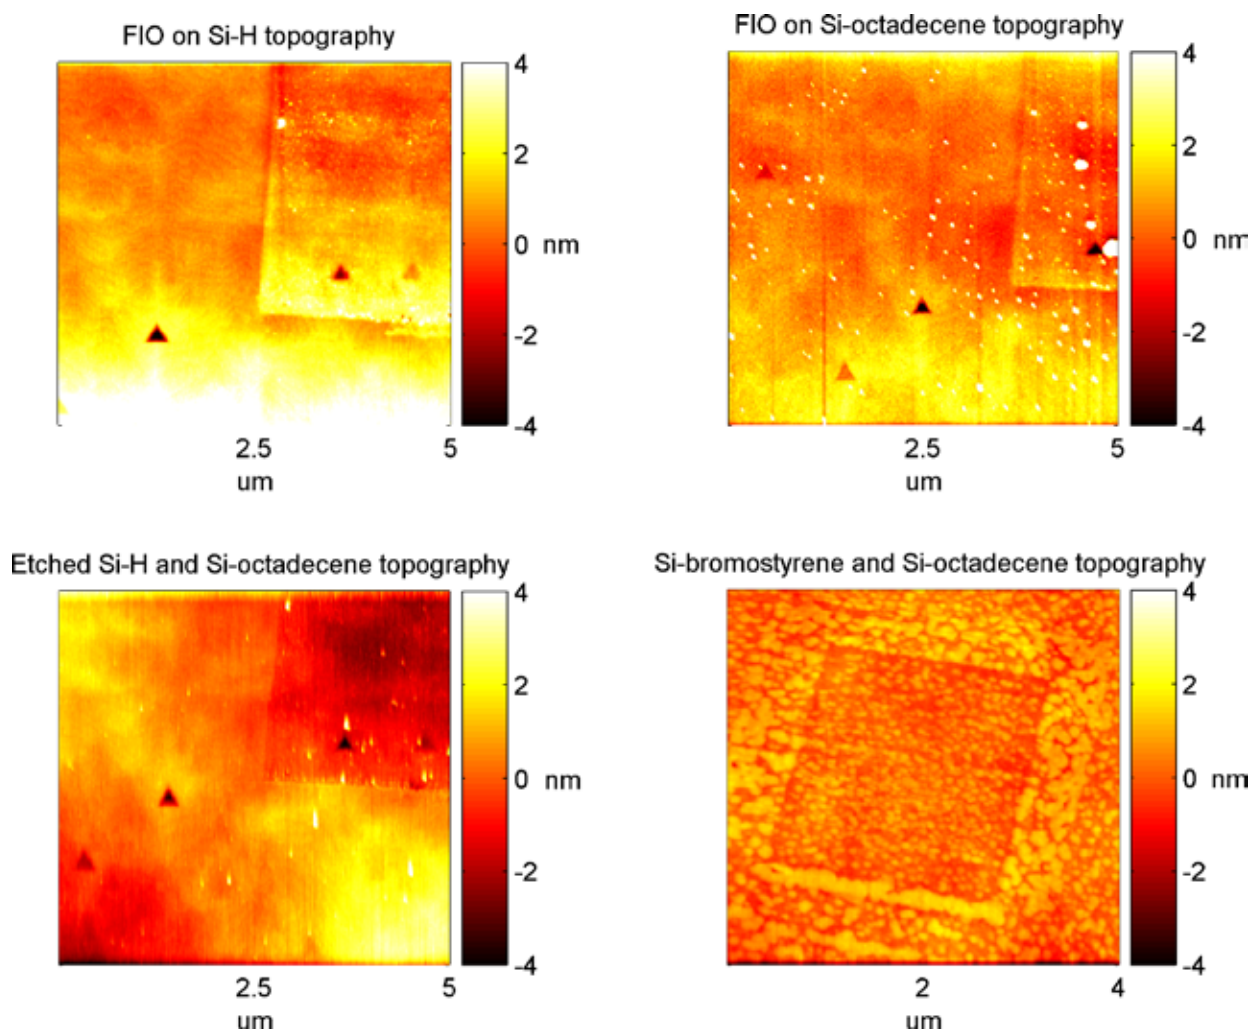 FIO on Si-H topography
4
2
0 nm
-2
-4
2.5
5
um
FIO on Si-octadecene topography
4
2
0 nm
-2
-4
2.5
5
um
Etched Si-H and Si-octadecene topography
4
2
0 nm
-2
-4
2.5
5
um
Si-bromostyrene and Si-octadecene topography
4
2
0 nm
-2
-4
2
4
um